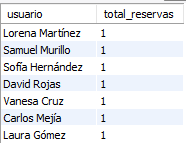 usuario total_reservas
Lorena Martínez 1
Samuel Murillo 1
Sofía Hernández 1
David Rojas 1
Vanesa Cruz 1
Carlos Mejía 1
Laura Gómez 1